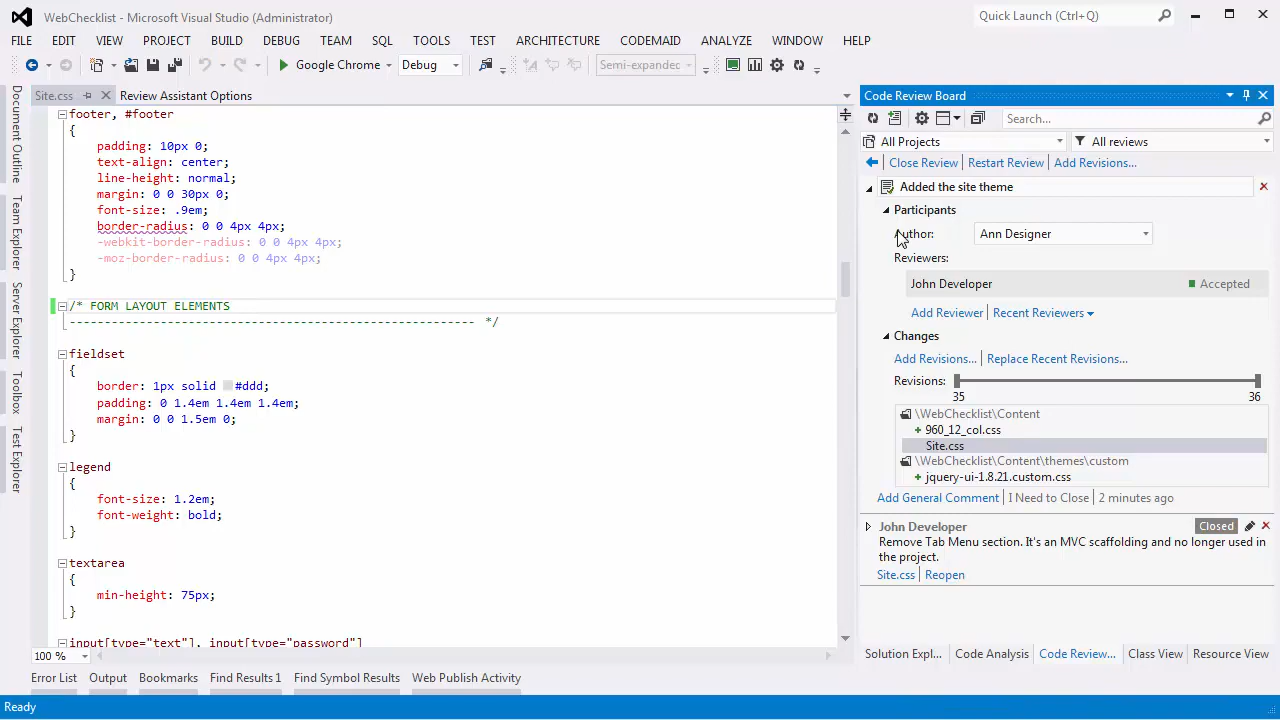 WebChecklist - Microsoft Visual Studio (Administrator)
Quick Launch (Ctrl+Q)
FILE EDIT VIEW PROJECT BUILD DEBUG TEAM SQL TOOLS TEST ARCHITECTURE CODEMAID ANALYZE WINDOW HELP
Google Chrome Debug Semi-expanded
Site.css Review Assistant Options
Document Outline
Team Explorer
Server Explorer
Toolbox
Test Explorer
footer, #footer
{
padding: 10px 0;
text-align: center;
line-height: normal;
margin: 0 0 30px 0;
font-size: .9em;
border-radius: 0 0 4px 4px;
-webkit-border-radius: 0 0 4px 4px;
-moz-border-radius: 0 0 4px 4px;
}
/* FORM LAYOUT ELEMENTS
---------------------------------------------------------- */
fieldset
{
border: 1px solid #ddd;
padding: 0 1.4em 1.4em 1.4em;
margin: 0 0 1.5em 0;
}
legend
{
font-size: 1.2em;
font-weight: bold;
}
textarea
{
min-height: 75px;
}
input[type="text"], input[type="password"]
100 %
Code Review Board
Search...
All Projects All reviews
Close Review Restart Review Add Revisions...
Added the site theme
Participants
Author: Ann Designer
Reviewers:
John Developer Accepted
Add Reviewer Recent Reviewers
Changes
Add Revisions... Replace Recent Revisions...
Revisions:
35 36
\WebChecklist\Content
+ 960_12_col.css
Site.css
\WebChecklist\Content\themes\custom
+ jquery-ui-1.8.21.custom.css
Add General Comment I Need to Close 2 minutes ago
John Developer Closed
Remove Tab Menu section. It's an MVC scaffolding and no longer used in
the project.
Site.css Reopen
Solution Expl... Code Analysis Code Review... Class View Resource View
Error List Output Bookmarks Find Results 1 Find Symbol Results Web Publish Activity
Ready